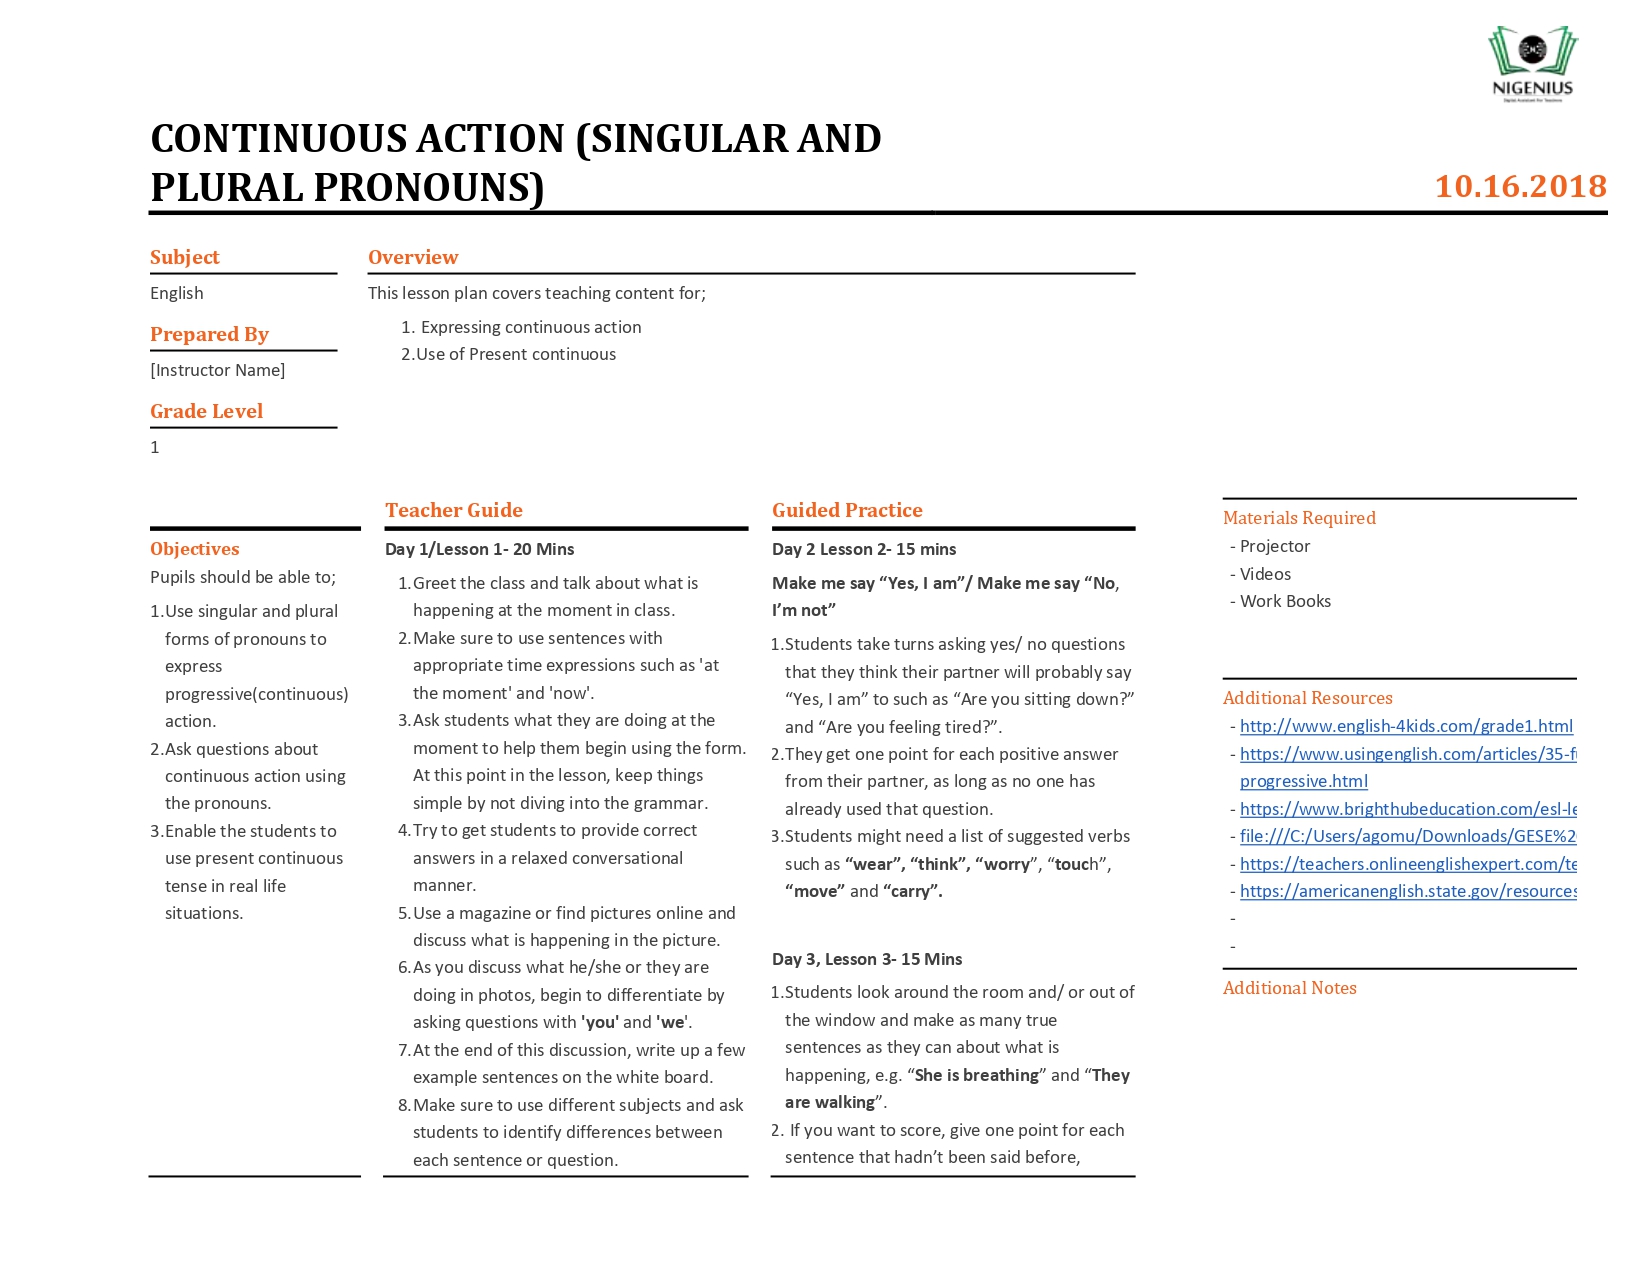 NIGENIUS
Digital Assistant For Teachers
CONTINUOUS ACTION (SINGULAR AND
PLURAL PRONOUNS)
10.16.2018
Subject
English
Prepared By
[Instructor Name]
Grade Level
1
Overview
This lesson plan covers teaching content for;
1. Expressing continuous action
2.Use of Present continuous
Objectives
Pupils should be able to;
1.Use singular and plural
forms of pronouns to
express
progressive(continuous)
action.
2.Ask questions about
continuous action using
the pronouns.
3.Enable the students to
use present continuous
tense in real life
situations.
Teacher Guide
Day 1/Lesson 1- 20 Mins
1.Greet the class and talk about what is
happening at the moment in class.
2.Make sure to use sentences with
appropriate time expressions such as 'at
the moment' and 'now'.
3.Ask students what they are doing at the
moment to help them begin using the form.
At this point in the lesson, keep things
simple by not diving into the grammar.
4.Try to get students to provide correct
answers in a relaxed conversational
manner.
5.Use a magazine or find pictures online and
discuss what is happening in the picture.
6.As you discuss what he/she or they are
doing in photos, begin to differentiate by
asking questions with 'you' and 'we'.
7.At the end of this discussion, write up a few
example sentences on the white board.
8.Make sure to use different subjects and ask
students to identify differences between
each sentence or question.
Guided Practice
Day 2 Lesson 2- 15 mins
Make me say “Yes, I am”/ Make me say “No,
I’m not”
1.Students take turns asking yes/ no questions
that they think their partner will probably say
“Yes, I am” to such as “Are you sitting down?”
and “Are you feeling tired?”.
2.They get one point for each positive answer
from their partner, as long as no one has
already used that question.
3.Students might need a list of suggested verbs
such as “wear”, “think”, “worry”, “touch”,
“move” and “carry”.
Day 3, Lesson 3- 15 Mins
1.Students look around the room and/ or out of
the window and make as many true
sentences as they can about what is
happening, e.g. “She is breathing” and “They
are walking”.
2. If you want to score, give one point for each
sentence that hadn’t been said before,
Materials Required
- Projector
- Videos
- Work Books
Additional Resources
- http://www.english-4kids.com/grade1.html
- https://www.usingenglish.com/articles/35-f
progressive.html
- https://www.brighthubeducation.com/esl-le
- file:///C:/Users/agomu/Downloads/GESE%2
- https://teachers.onlineenglishexpert.com/te
- https://americanenglish.state.gov/resources
-
-
Additional Notes